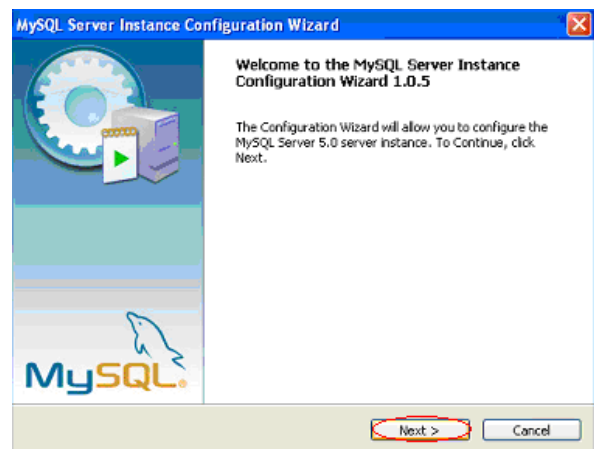 MySQL Server Instance Configuration Wizard
Welcome to the MySQL Server Instance
Configuration Wizard 1.0.5
The Configuration Wizard will allow you to configure the
MySQL Server 5.0 server instance. To Continue, click
Next.
MySQL.
Next >
Cancel